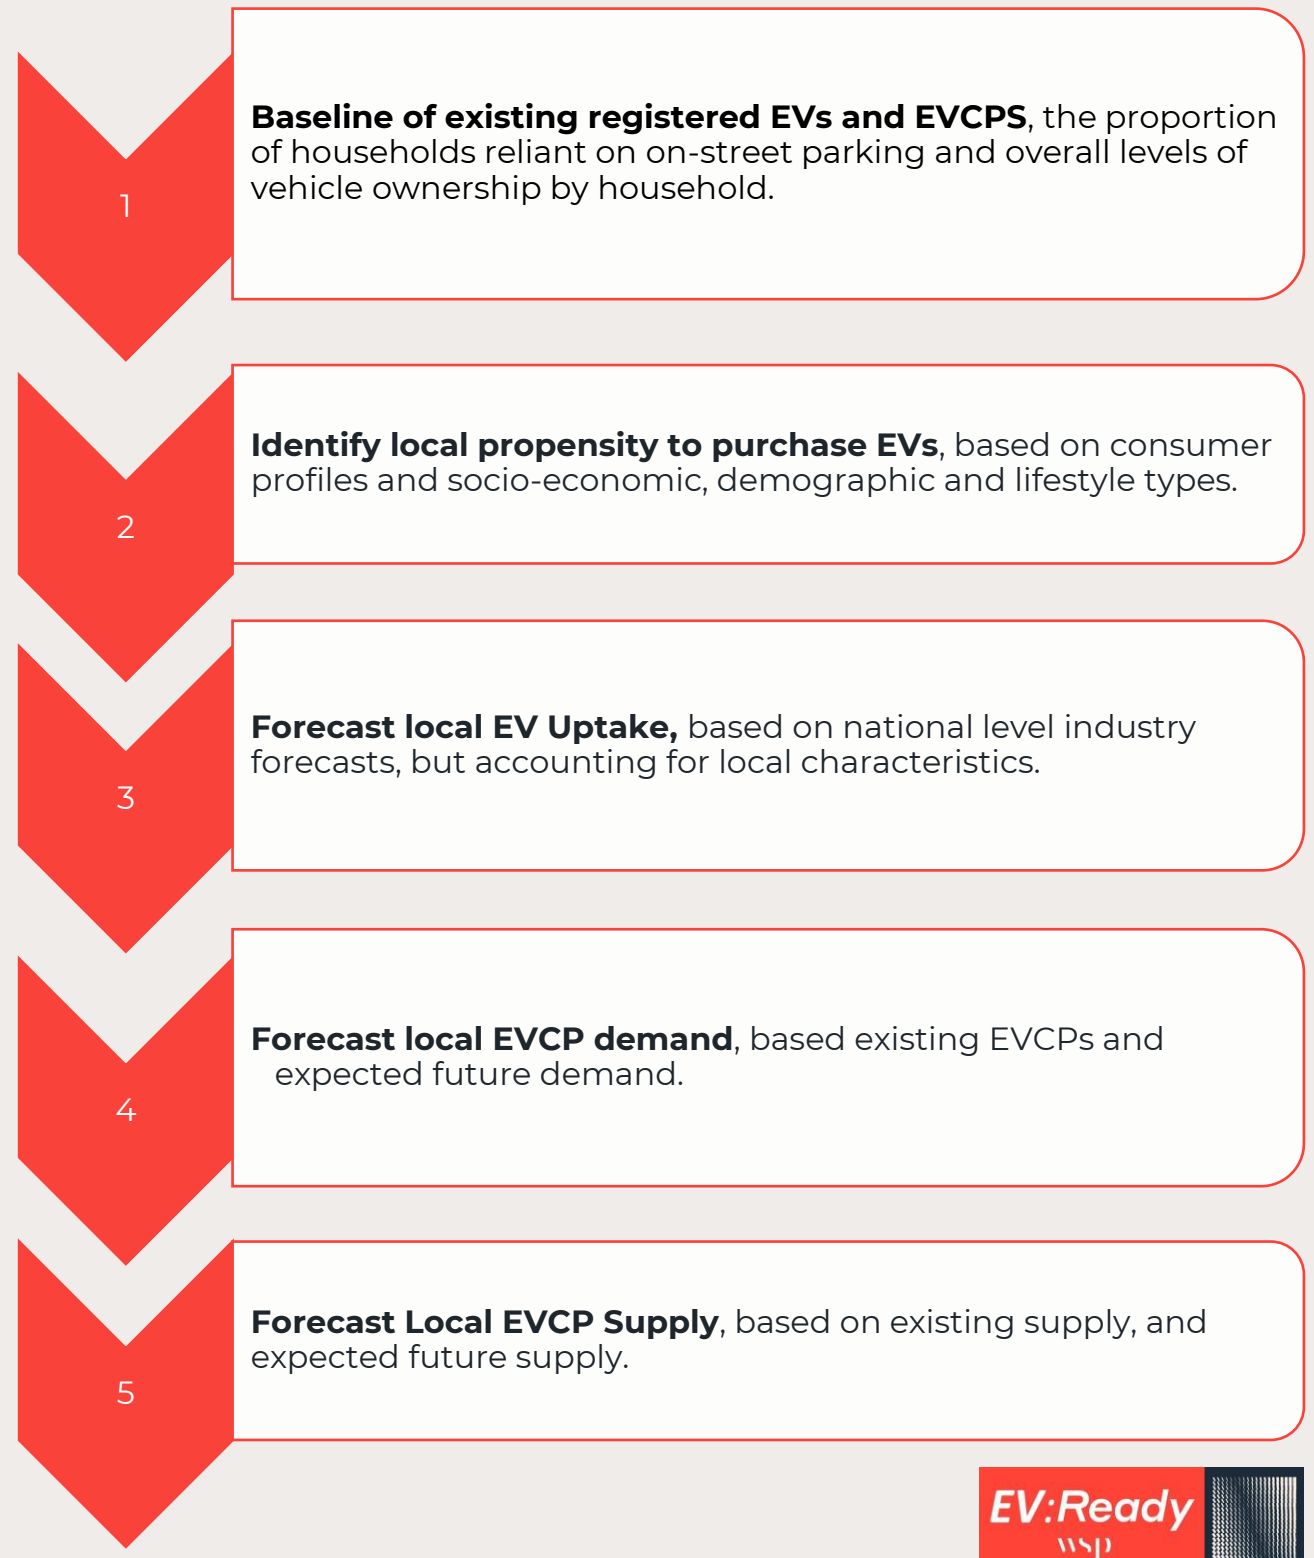 1
Baseline of existing registered EVs and EVCPS, the proportion
of households reliant on on-street parking and overall levels of
vehicle ownership by household.
2
Identify local propensity to purchase EVs, based on consumer
profiles and socio-economic, demographic and lifestyle types.
3
Forecast local EV Uptake, based on national level industry
forecasts, but accounting for local characteristics.
4
Forecast local EVCP demand, based existing EVCPs and
expected future demand.
5
Forecast Local EVCP Supply, based on existing supply, and
expected future supply.
EV:Ready
wsp